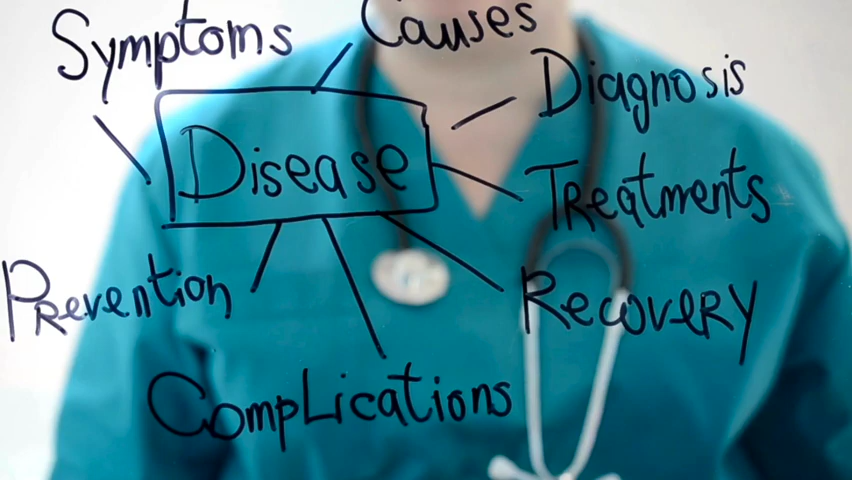 Symptoms
Causes
Diagnosis
Disease
Treatments
Prevention
Recovery
Complications